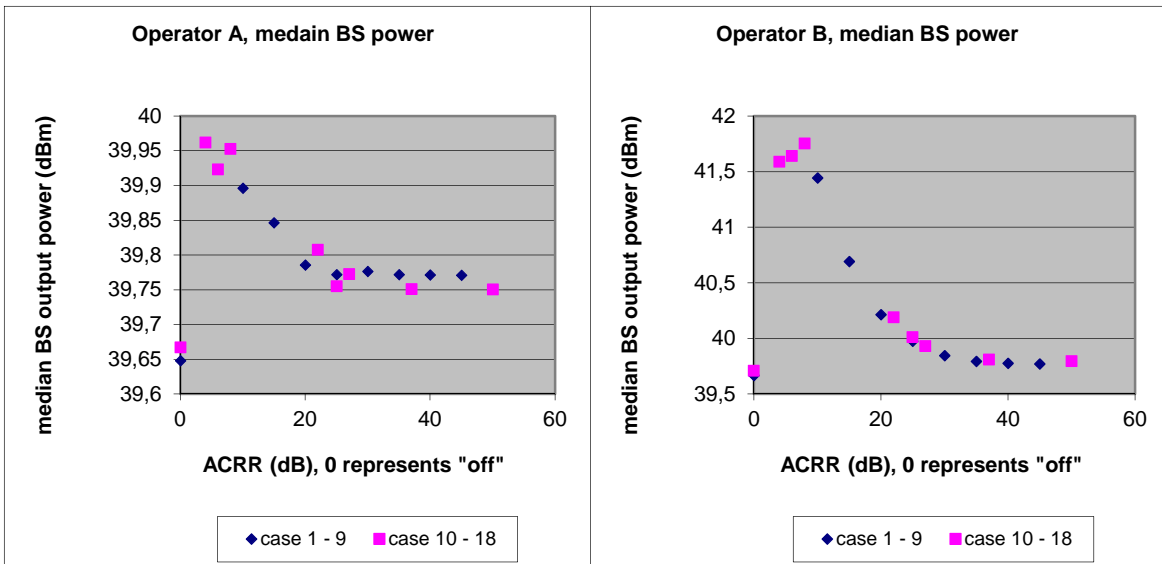 Operator A, medain BS power
median BS output power (dBm)
40
39,95
39,9
39,85
39,8
39,75
39,7
39,65
39,6
0
20
40
60
ACRR (dB), 0 represents "off"
case 1 - 9
case 10 - 18
Operator B, median BS power
median BS output power (dBm)
42
41,5
41
40,5
40
39,5
0
20
40
60
ACRR (dB), 0 represents "off"
case 1 - 9
case 10 - 18